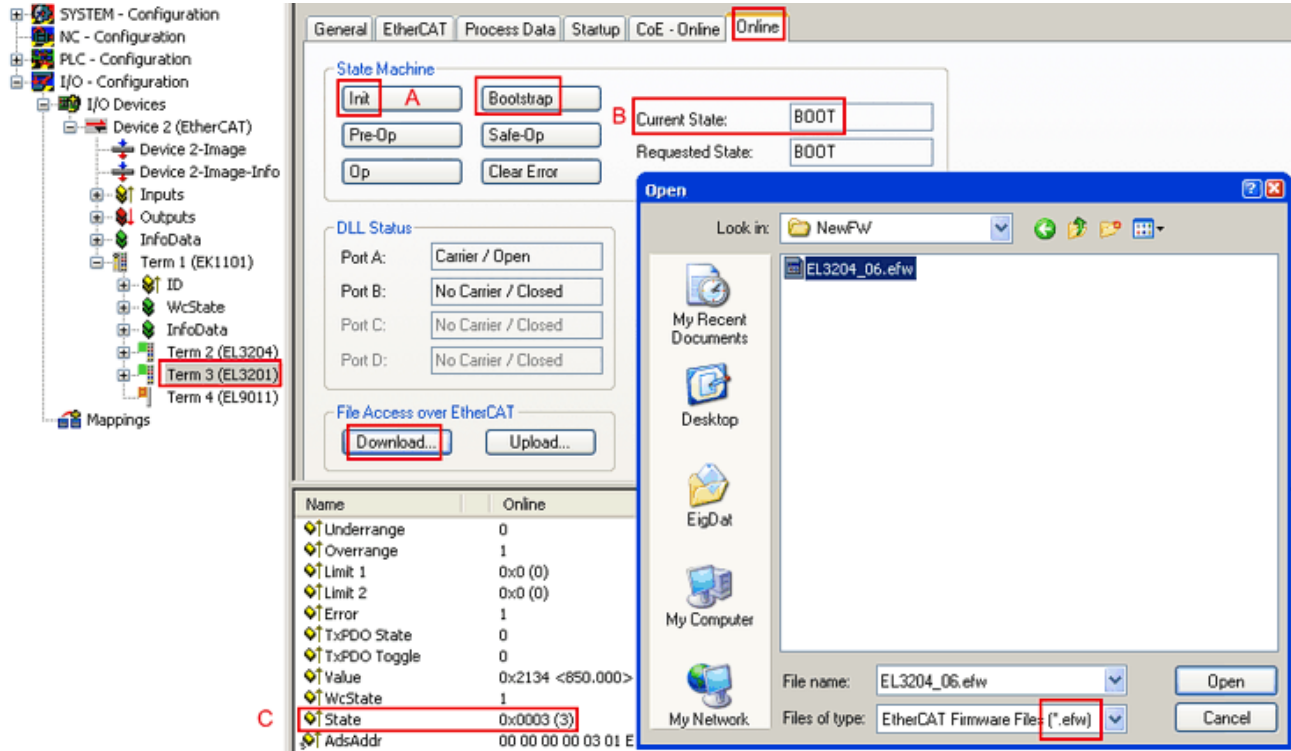 SYSTEM - Configuration
NC - Configuration
PLC - Configuration
I/O - Configuration
I/O Devices
Device 2 (EtherCAT)
Device 2-Image
Device 2-Image-Info
Inputs
Outputs
InfoData
Term 1 (EK1101)
ID
WcState
InfoData
Term 2 (EL3204)
Term 3 (EL3201)
Term 4 (EL9011)
Mappings
General EtherCAT Process Data Startup CoE - Online Online
State Machine
Init A Bootstrap
Pre-Op Safe-Op
Op Clear Error
B Current State: BOOT
Requested State: BOOT
DLL Status
Port A: Carrier / Open
Port B: No Carrier / Closed
Port C: No Carrier / Closed
Port D: No Carrier / Closed
File Access over EtherCAT
Download... Upload...
Name Online
Underrange 0
Overrange 1
Limit 1 0x0 (0)
Limit 2 0x0 (0)
Error 1
TxPDO State 0
TxPDO Toggle 0
Value 0x2134 <850.000>
WcState 1
C State 0x0003 (3)
AdsAddr 00 00 00 00 03 01 E
Open
Look in: NewFW
EL3204_06.efw
My Recent
Documents
Desktop
EigDat
My Computer
My Network
File name: EL3204_06.efw Open
Files of type: EtherCAT Firmware Files (*.efw) Cancel